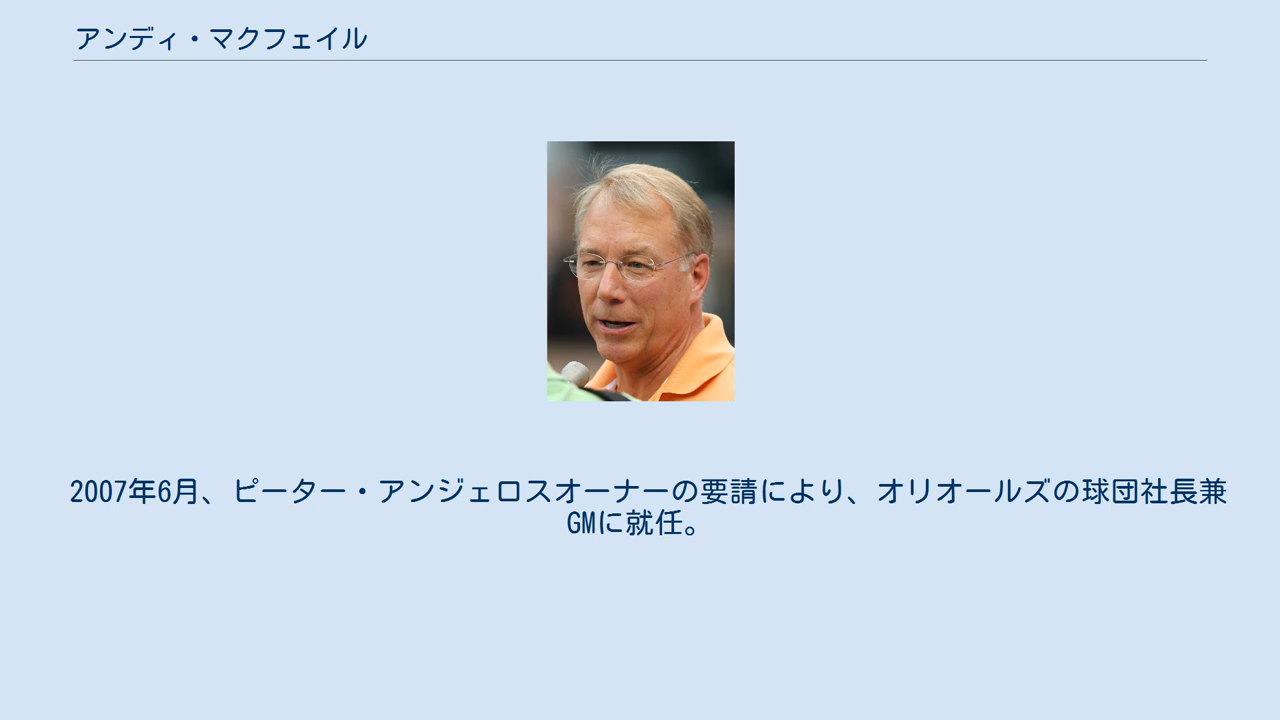 アンディ・マクフェイル
2007年6月、ピーター・アンジェロスオーナーの要請により、オリオールズの球団社長兼
GMに就任。